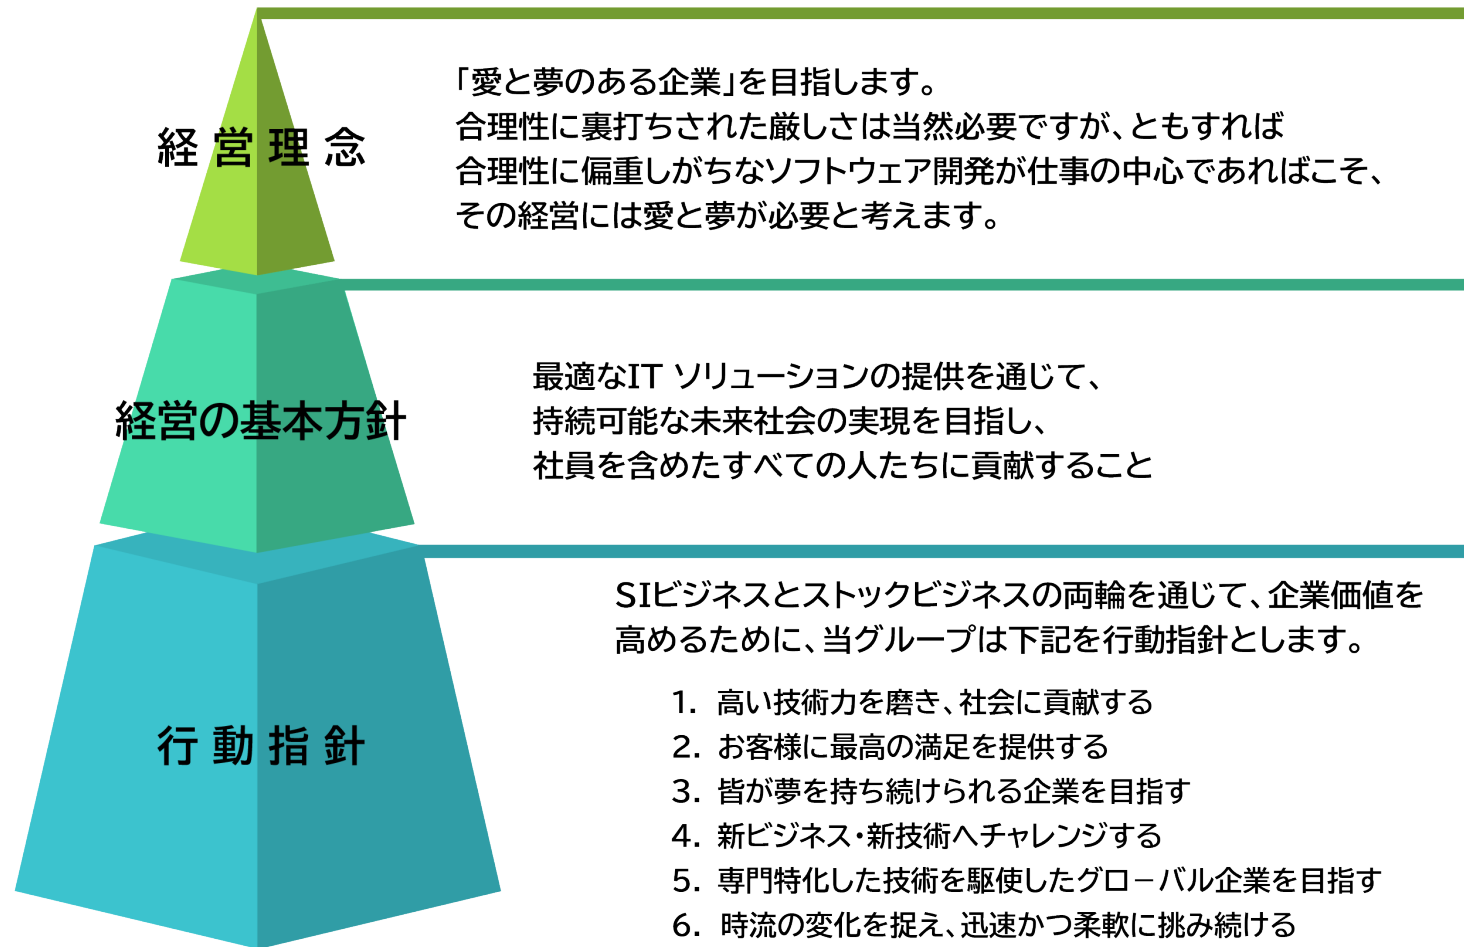 経営理念
「愛と夢のある企業」を目指します。
合理性に裏打ちされた厳しさは当然必要ですが、ともすれば
合理性に偏重しがちなソフトウェア開発が仕事の中心であればこそ、
その経営には愛と夢が必要と考えます。
経営の基本方針
最適なIT ソリューションの提供を通じて、
持続可能な未来社会の実現を目指し、
社員を含めたすべての人たちに貢献すること
行動指針
SIビジネスとストックビジネスの両輪を通じて、企業価値を
高めるために、当グループは下記を行動指針とします。
1. 高い技術力を磨き、社会に貢献する
2. お客様に最高の満足を提供する
3. 皆が夢を持ち続けられる企業を目指す
4. 新ビジネス・新技術へチャレンジする
5. 専門特化した技術を駆使したグロ－バル企業を目指す
6. 時流の変化を捉え、迅速かつ柔軟に挑み続ける